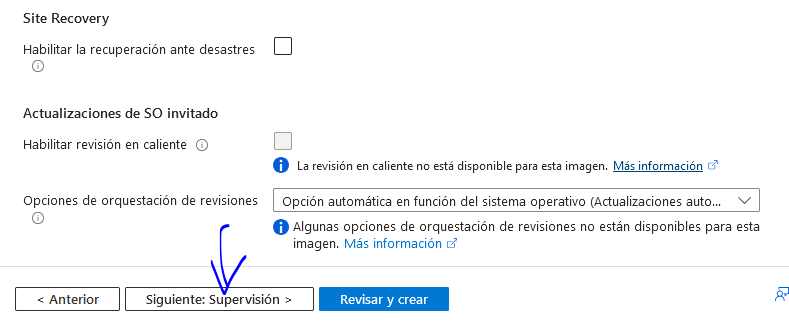 Site Recovery
Habilitar la recuperación ante desastres
Actualizaciones de SO invitado
Habilitar revisión en caliente
La revisión en caliente no está disponible para esta imagen. Más información
Opciones de orquestación de revisiones
Opción automática en función del sistema operativo (Actualizaciones auto...
Algunas opciones de orquestación de revisiones no están disponibles para esta
imagen. Más información
< Anterior
Siguiente: Supervisión >
Revisar y crear